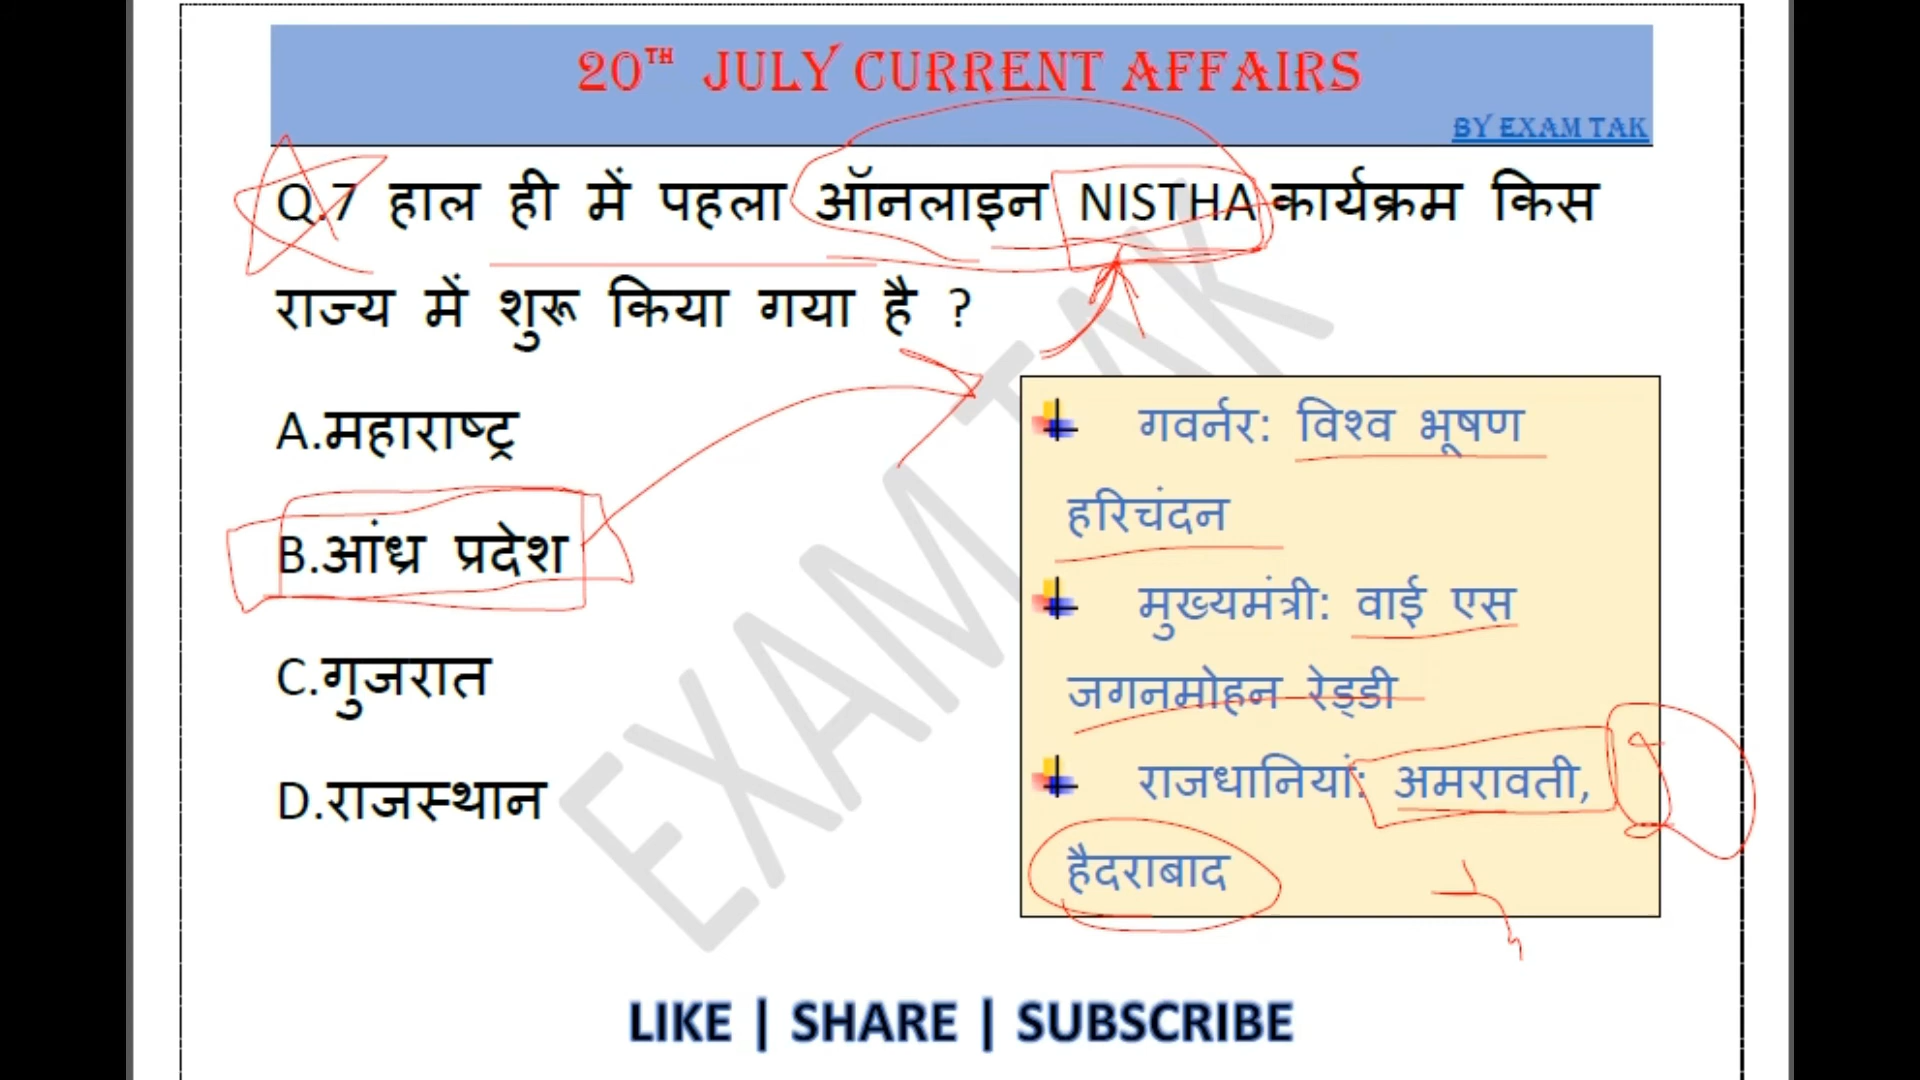 20TH JULY CURRENT AFFAIRS
BY EXAM TAK
Q.7 हाल ही में पहला ऑनलाइन NISTHA कार्यक्रम किस
राज्य में शुरू किया गया है ?
A.महाराष्ट्र
B.आंध्र प्रदेश
C.गुजरात
D.राजस्थान
गवर्नर: विश्व भूषण
हरिचंदन
मुख्यमंत्री: वाई एस
जगनमोहन रेड्डी
राजधानियां: अमरावती,
हैदराबाद
EXAM TAK
LIKE | SHARE | SUBSCRIBE